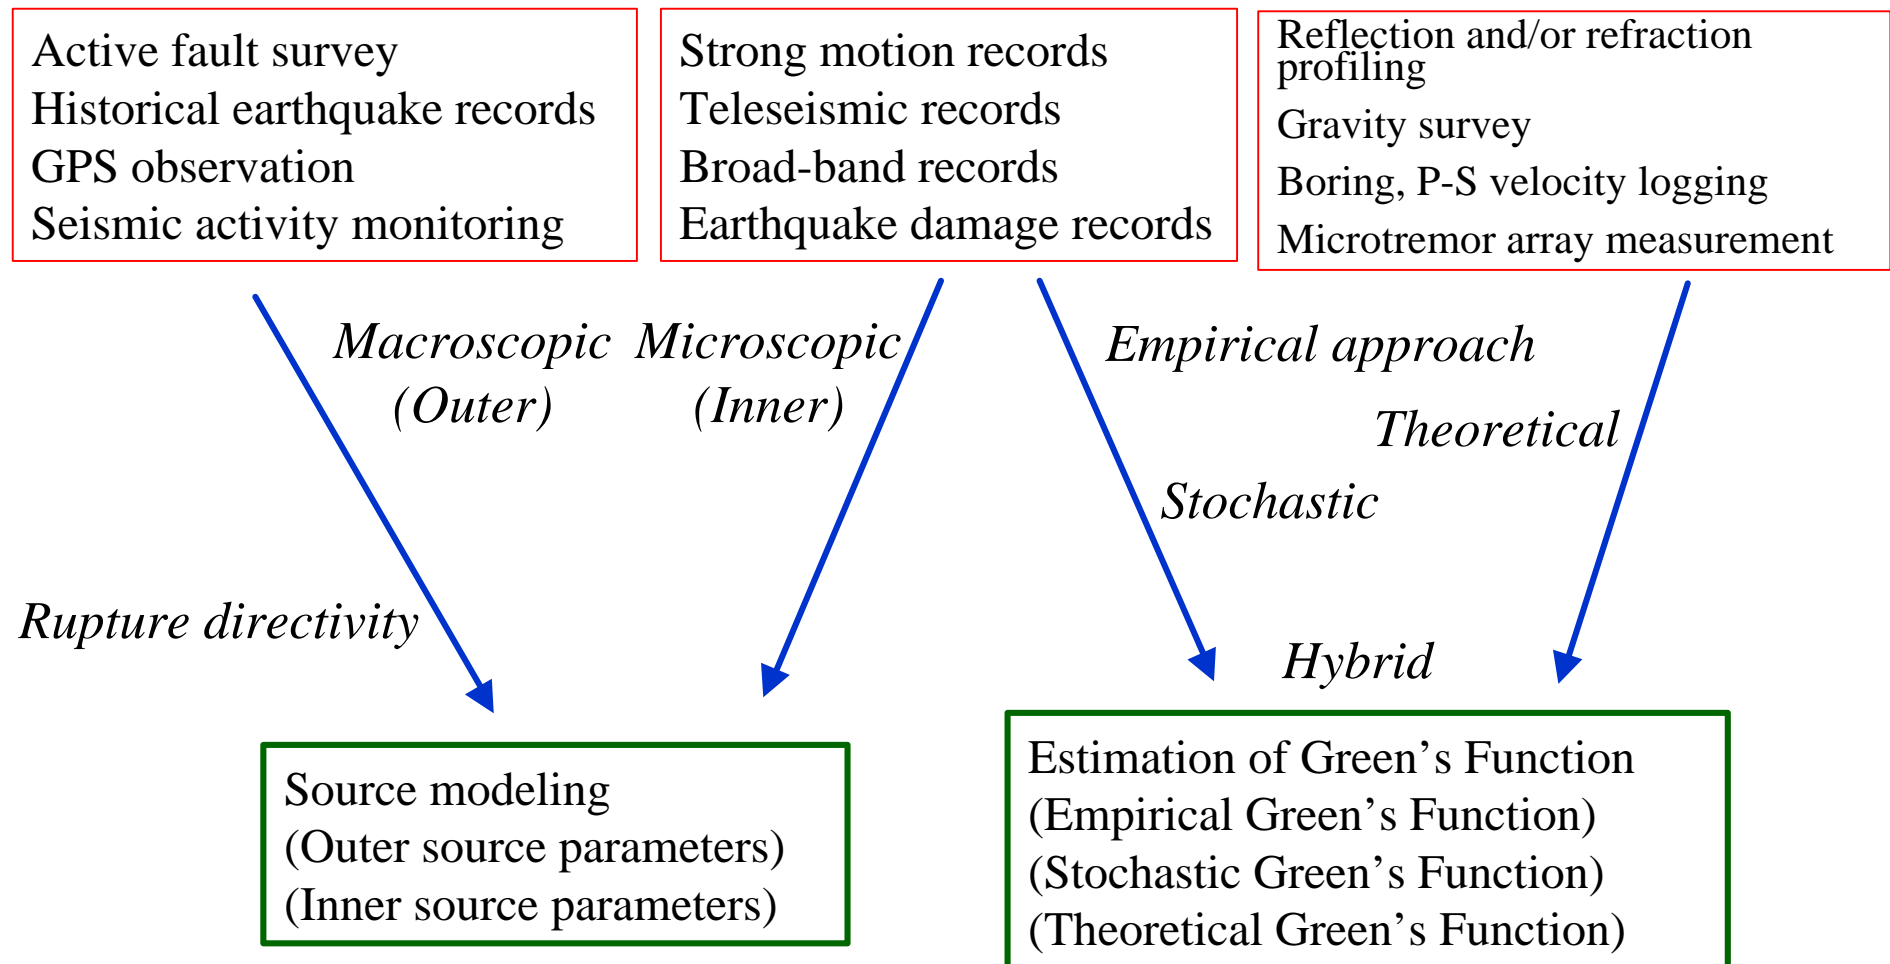 Active fault survey
Historical earthquake records
GPS observation
Seismic activity monitoring
Strong motion records
Teleseismic records
Broad-band records
Earthquake damage records
Reflection and/or refraction
profiling
Gravity survey
Boring, P-S velocity logging
Microtremor array measurement
Macroscopic
(Outer)
Microscopic
(Inner)
Empirical approach
Theoretical
Stochastic
Rupture directivity
Hybrid
Source modeling
(Outer source parameters)
(Inner source parameters)
Estimation of Green’s Function
(Empirical Green’s Function)
(Stochastic Green’s Function)
(Theoretical Green’s Function)